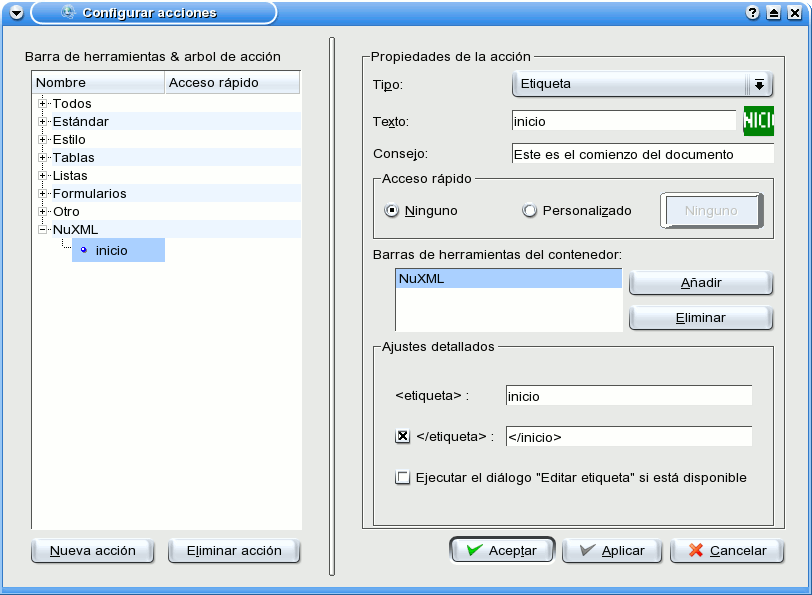 Configurar acciones
Barra de herramientas & arbol de acción
Nombre Acceso rápido
Todos
Estándar
Estilo
Tablas
Listas
Formularios
Otro
NuXML
inicio
Nueva acción Eliminar acción
Propiedades de la acción
Tipo: Etiqueta
Texto: inicio
Consejo: Este es el comienzo del documento
Acceso rápido
Ninguno Personalizado Ninguno
Barras de herramientas del contenedor:
NuXML
Añadir
Eliminar
Ajustes detallados
<etiqueta> : inicio
</etiqueta> : </inicio>
Ejecutar el diálogo "Editar etiqueta" si está disponible
Aceptar Aplicar Cancelar